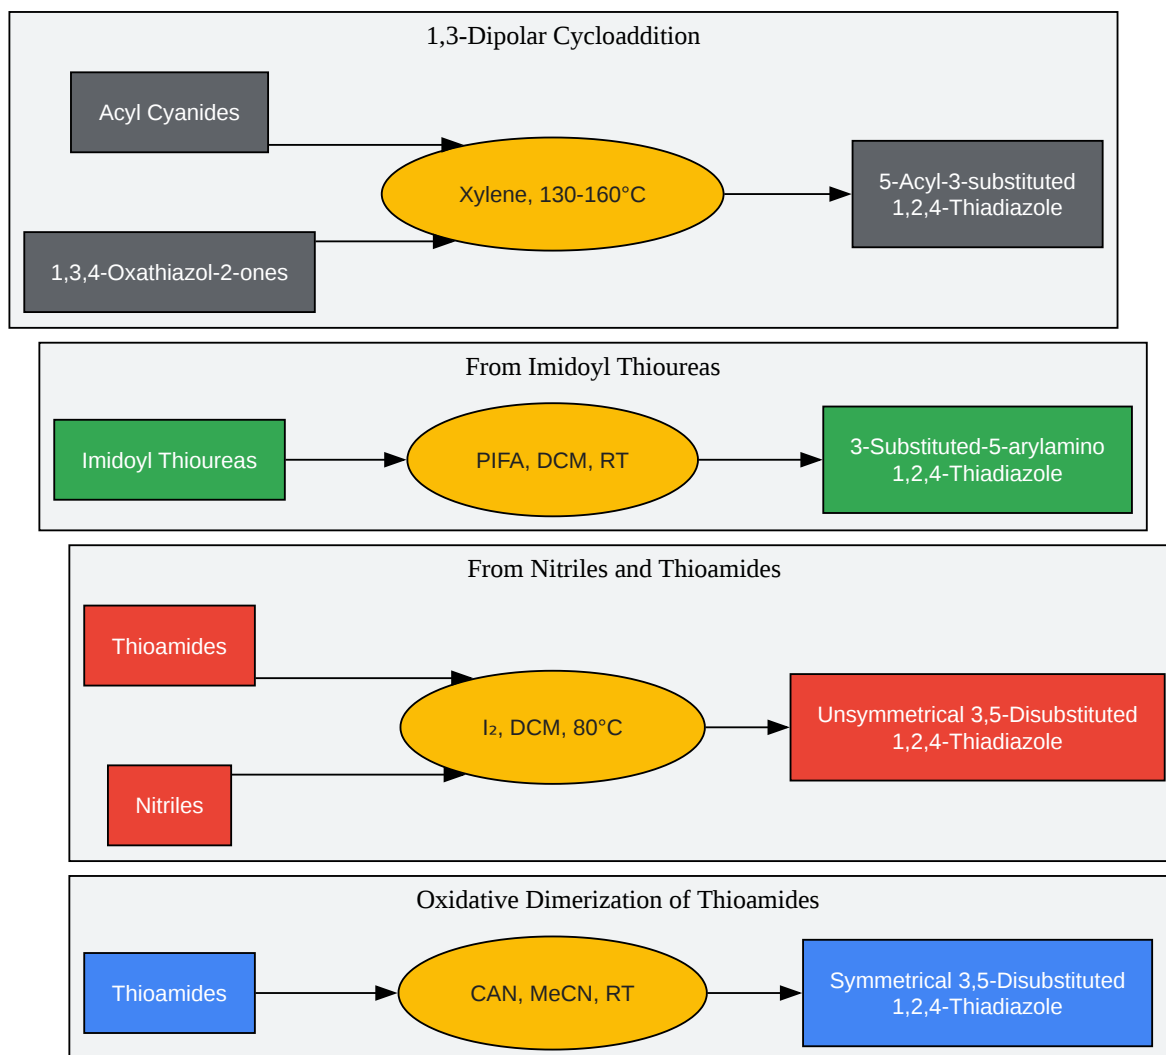 1,3-Dipolar Cycloaddition
Acyl Cyanides
Xylene, 130-160°C
5-Acyl-3-substituted
1,2,4-Thiadiazole
1,3,4-Oxathiazol-2-ones
From Imidoyl Thioureas
Imidoyl Thioureas
PIFA, DCM, RT
3-Substituted-5-arylamino
1,2,4-Thiadiazole
From Nitriles and Thioamides
Thioamides
I₂, DCM, 80°C
Unsymmetrical 3,5-Disubstituted
1,2,4-Thiadiazole
Nitriles
Oxidative Dimerization of Thioamides
Thioamides
CAN, MeCN, RT
Symmetrical 3,5-Disubstituted
1,2,4-Thiadiazole